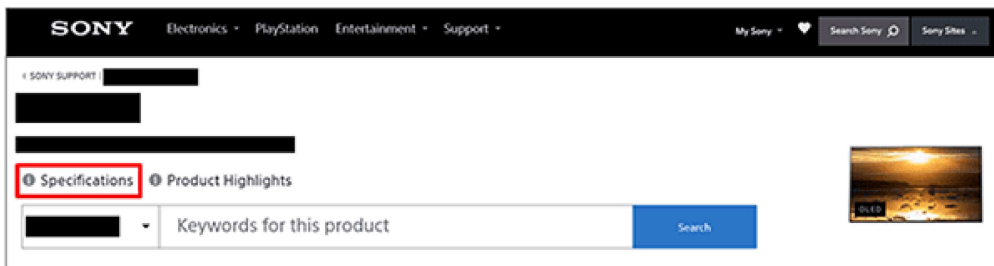 SONY Electronics PlayStation Entertainment Support My Sony Search Sony Sony Sites
‹ SONY SUPPORT |
Specifications Product Highlights
OLED
Keywords for this product Search